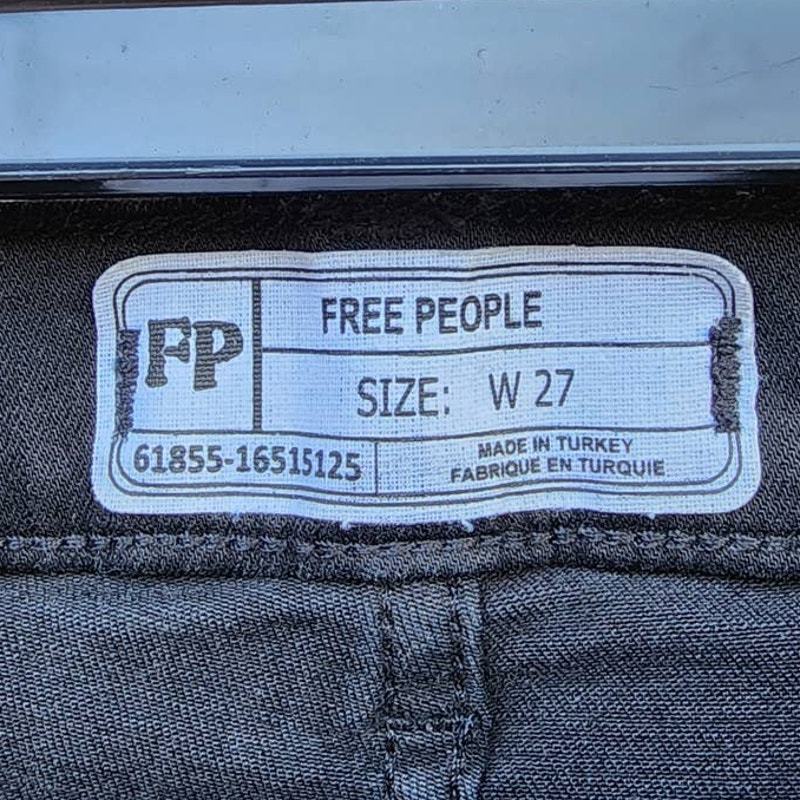 FP
FREE PEOPLE
SIZE: W 27
61855-16515125
MADE IN TURKEY
FABRIQUE EN TURQUIE